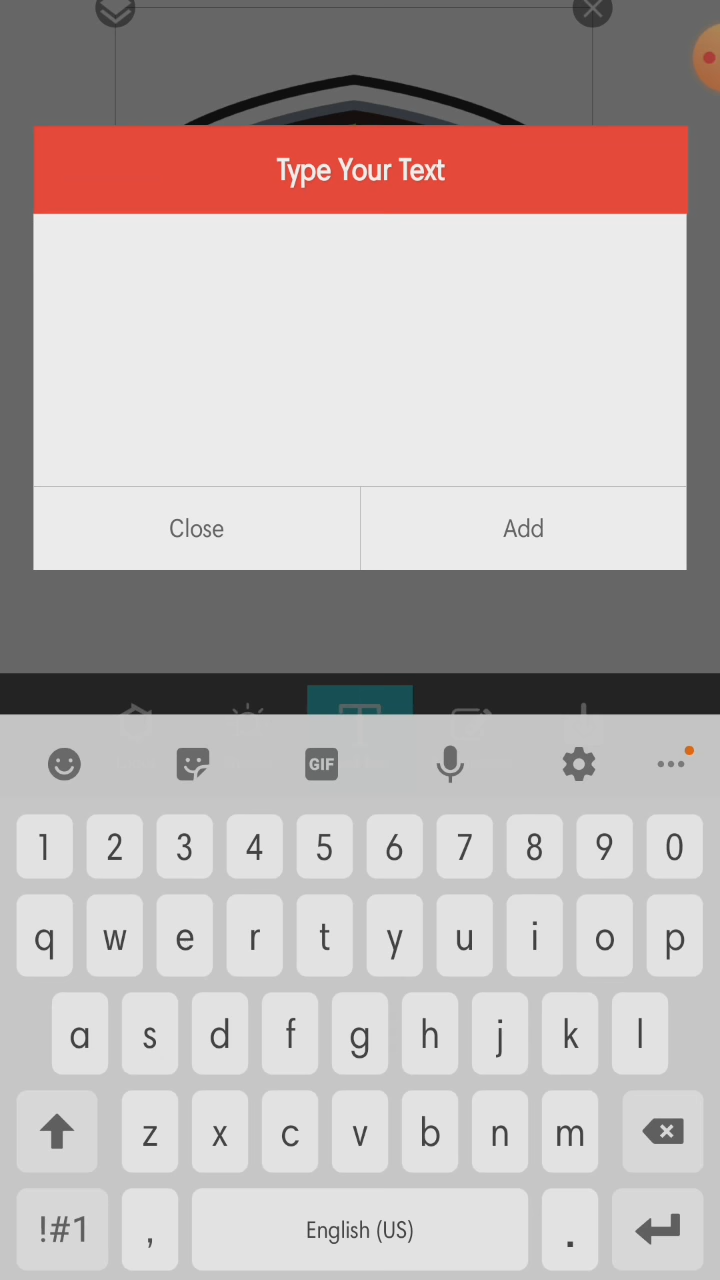 Type Your Text
Close Add
GIF
1 2 3 4 5 6 7 8 9 0
q w e r t y u i o p
a s d f g h j k l
z x c v b n m
!#1 , English (US) .